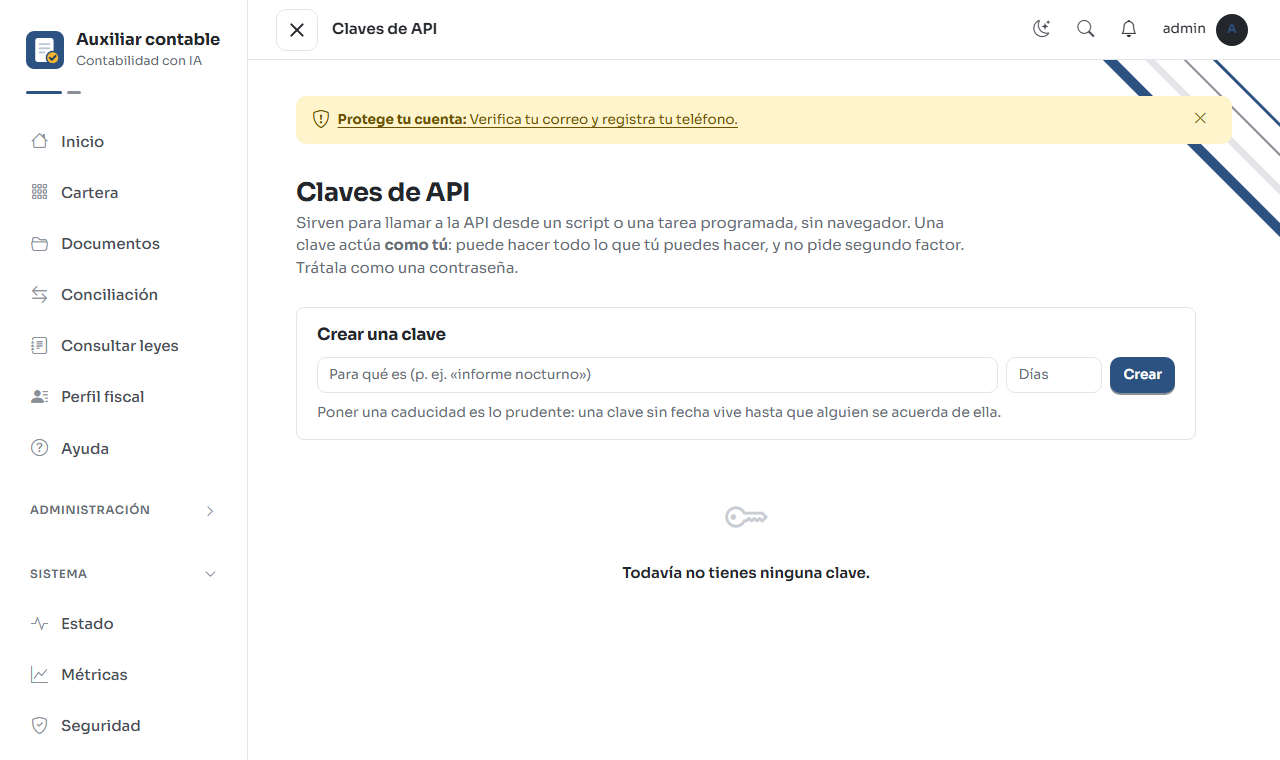 Auxiliar contable
Contabilidad con IA
Inicio
Cartera
Documentos
Conciliación
Consultar leyes
Perfil fiscal
Ayuda
ADMINISTRACIÓN
SISTEMA
Estado
Métricas
Seguridad
Claves de API
admin
A
Protege tu cuenta: Verifica tu correo y registra tu teléfono.
Claves de API
Sirven para llamar a la API desde un script o una tarea programada, sin navegador. Una
clave actúa como tú: puede hacer todo lo que tú puedes hacer, y no pide segundo factor.
Trátala como una contraseña.
Crear una clave
Para qué es (p. ej. «informe nocturno»)
Días
Crear
Poner una caducidad es lo prudente: una clave sin fecha vive hasta que alguien se acuerda de ella.
Todavía no tienes ninguna clave.